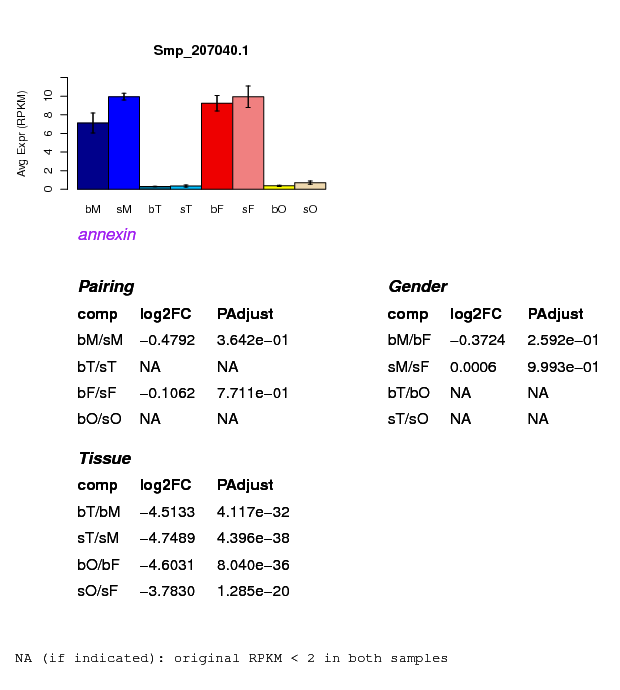 Smp_207040.1
Avg Expr (RPKM)
10
8
6
4
2
0
bM sM bT sT bF sF bO sO
annexin
Pairing
comp log2FC PAdjust
bM/sM −0.4792 3.642e−01
bT/sT NA NA
bF/sF −0.1062 7.711e−01
bO/sO NA NA
Gender
comp log2FC PAdjust
bM/bF −0.3724 2.592e−01
sM/sF 0.0006 9.993e−01
bT/bO NA NA
sT/sO NA NA
Tissue
comp log2FC PAdjust
bT/bM −4.5133 4.117e−32
sT/sM −4.7489 4.396e−38
bO/bF −4.6031 8.040e−36
sO/sF −3.7830 1.285e−20
NA (if indicated): original RPKM < 2 in both samples